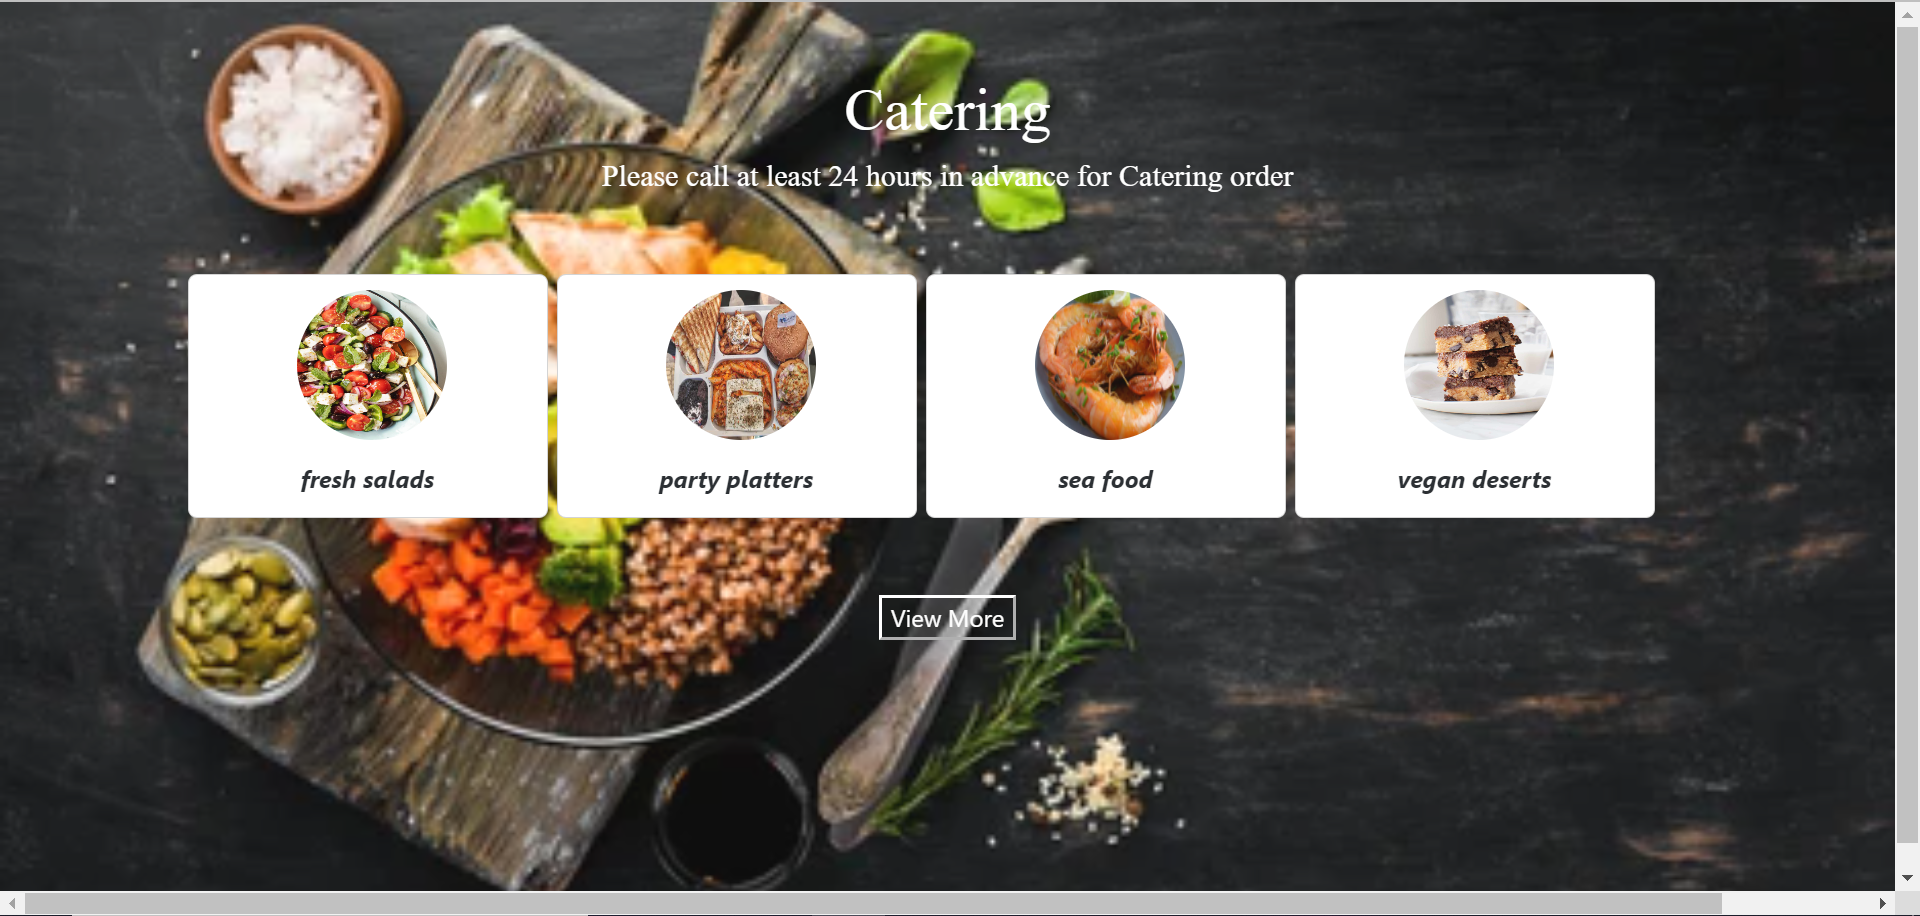 Catering
Please call at least 24 hours in advance for Catering order
fresh salads
party platters
sea food
vegan deserts
View More